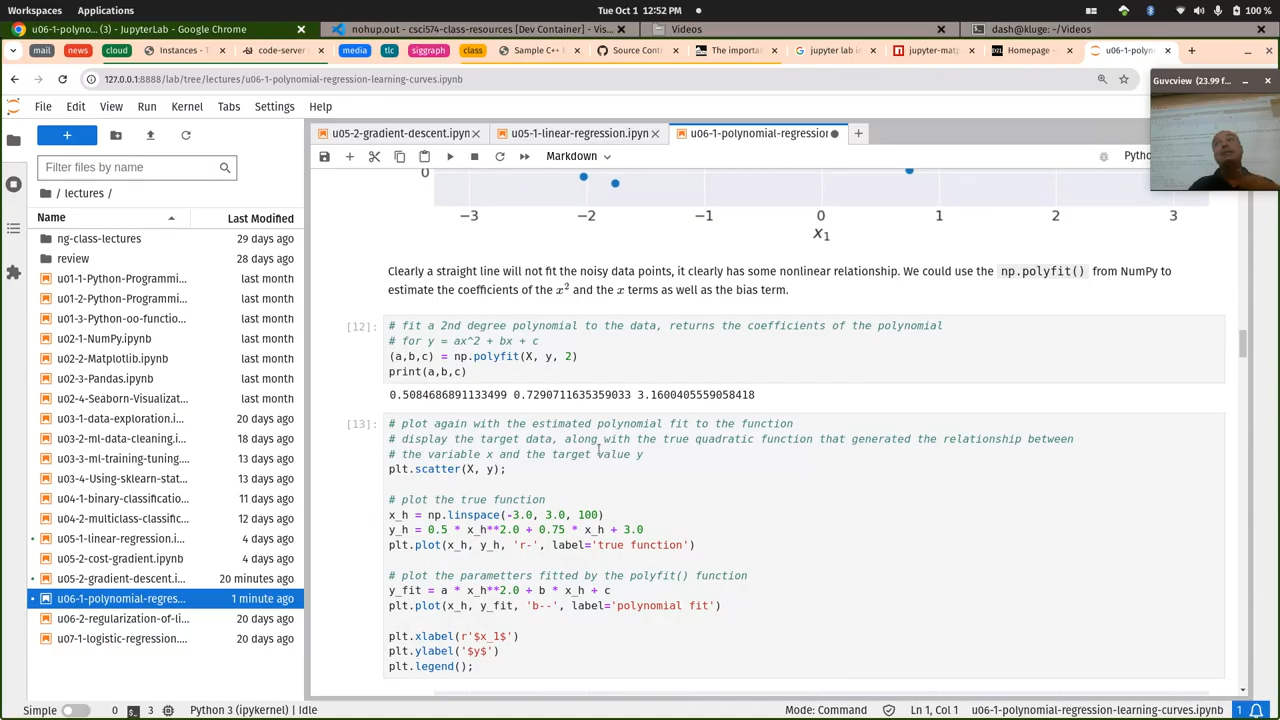 Workspaces Applications Tue Oct 1 12:52 PM 100 %
u06-1-polyno... (3) - JupyterLab - Google Chrome nohup.out - csci574-class-resources [Dev Container] - Vis... Videos dash@kluge: ~/Videos
mail news cloud Instances - T code-server media tlc siggraph class Sample C++ M Source Contr The important jupyter lab j jupyter-matp Homepage - u06-1-polyn
127.0.0.1:8888/lab/tree/lectures/u06-1-polynomial-regression-learning-curves.ipynb
Guvcview (23.99 f...
File Edit View Run Kernel Tabs Settings Help
u05-2-gradient-descent.ipyn u05-1-linear-regression.ipyn u06-1-polynomial-regression
Markdown
Pytho
Filter files by name
/ lectures /
Name Last Modified
ng-class-lectures 29 days ago
review 28 days ago
u01-1-Python-Programmi... last month
u01-2-Python-Programmi... last month
u01-3-Python-oo-functio... last month
u02-1-NumPy.ipynb last month
u02-2-Matplotlib.ipynb last month
u02-3-Pandas.ipynb last month
u02-4-Seaborn-Visualizat... last month
u03-1-data-exploration.i... 20 days ago
u03-2-ml-data-cleaning.i... 18 days ago
u03-3-ml-training-tuning.... 13 days ago
u03-4-Using-sklearn-stat... 13 days ago
u04-1-binary-classificatio... 11 days ago
u04-2-multiclass-classific... 12 days ago
u05-1-linear-regression.i... 4 days ago
u05-2-cost-gradient.ipynb 4 days ago
u05-2-gradient-descent.i... 20 minutes ago
u06-1-polynomial-regres... 1 minute ago
u06-2-regularization-of-li... 20 days ago
u07-1-logistic-regression.... 20 days ago
0
−3 −2 −1 0 1 2 3
x1
Clearly a straight line will not fit the noisy data points, it clearly has some nonlinear relationship. We could use the np.polyfit() from NumPy to
estimate the coefficients of the x² and the x terms as well as the bias term.
[12]: # fit a 2nd degree polynomial to the data, returns the coefficients of the polynomial
# for y = ax^2 + bx + c
(a,b,c) = np.polyfit(X, y, 2)
print(a,b,c)
0.5084686891133499 0.7290711635359033 3.1600405559058418
[13]: # plot again with the estimated polynomial fit to the function
# display the target data, along with the true quadratic function that generated the relationship between
# the variable x and the target value y
plt.scatter(X, y);
# plot the true function
x_h = np.linspace(-3.0, 3.0, 100)
y_h = 0.5 * x_h**2.0 + 0.75 * x_h + 3.0
plt.plot(x_h, y_h, 'r-', label='true function')
# plot the parametters fitted by the polyfit() function
y_fit = a * x_h**2.0 + b * x_h + c
plt.plot(x_h, y_fit, 'b--', label='polynomial fit')
plt.xlabel(r'$x_1$')
plt.ylabel('$y$')
plt.legend();
Simple 0 3 Python 3 (ipykernel) | Idle Mode: Command Ln 1, Col 1 u06-1-polynomial-regression-learning-curves.ipynb 1